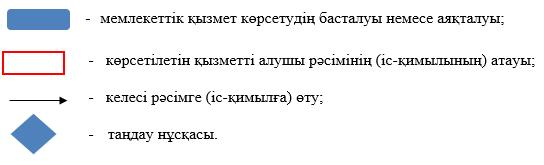 - мемлекеттік қызмет көрсетудің басталуы немесе аяқталуы;
- көрсетілетін қызметті алушы рәсімінің (іс-қимылының) атауы;
- келесі рәсімге (іс-қимылға) өту;
- таңдау нұсқасы.